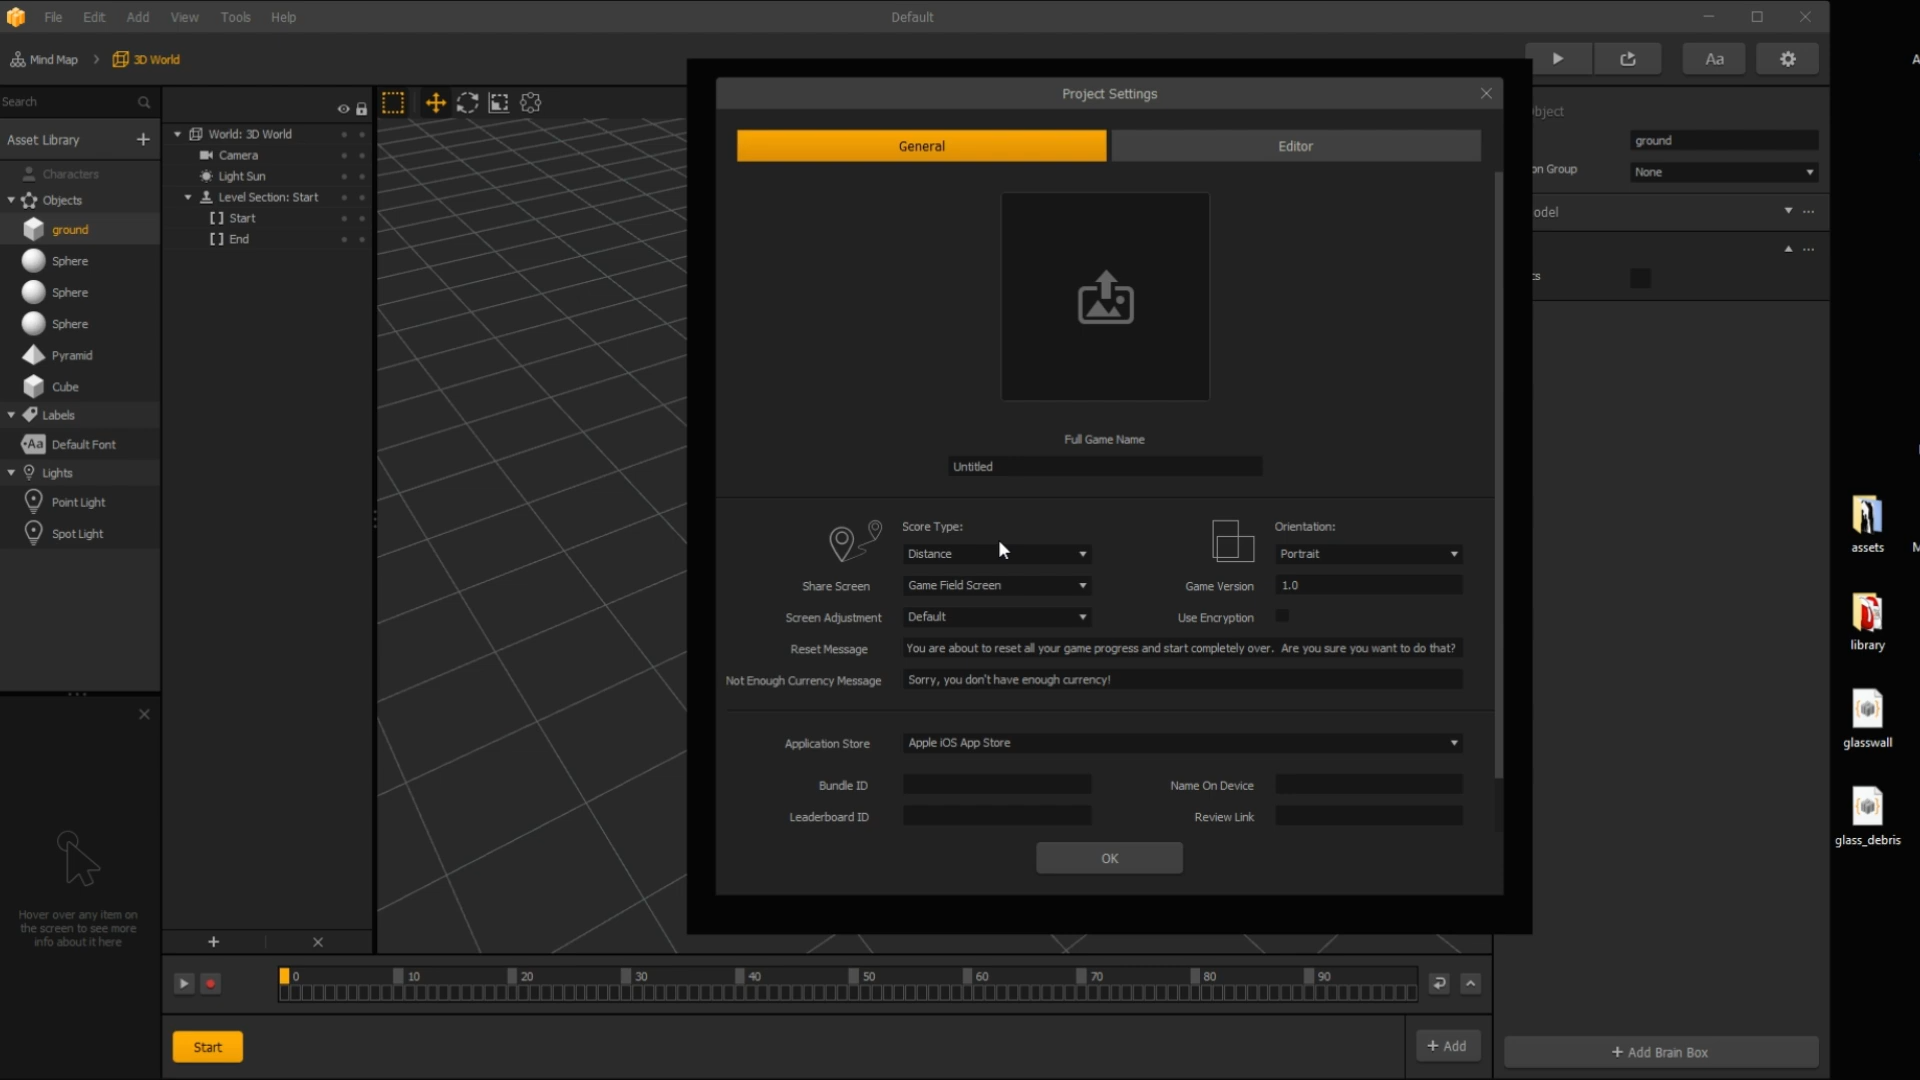 File Edit Add View Tools Help
Default
Mind Map > 3D World
Aa
Search
Asset Library +
Characters
Objects
ground
Sphere
Sphere
Sphere
Pyramid
Cube
Labels
Aa Default Font
Lights
Point Light
Spot Light
Hover over any item on
the screen to see more
info about it here
World: 3D World
Camera
Light Sun
Level Section: Start
[ ] Start
[ ] End
Project Settings
General Editor
Full Game Name
Untitled
Score Type:
Distance
Orientation:
Portrait
Share Screen Game Field Screen
Game Version 1.0
Screen Adjustment Default
Use Encryption
Reset Message You are about to reset all your game progress and start completely over. Are you sure you want to do that?
Not Enough Currency Message Sorry, you don't have enough currency!
Application Store Apple iOS App Store
Bundle ID Name On Device
Leaderboard ID Review Link
OK
ground
on Group None
+ Add Brain Box
0 10 20 30 40 50 60 70 80 90
Start
+ Add
assets
library
glasswall
glass_debris